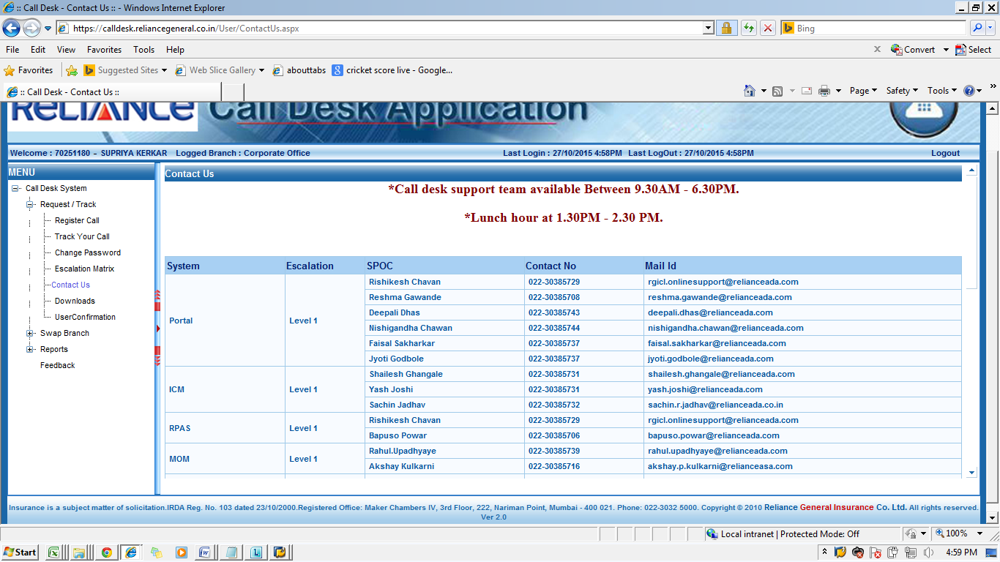 :: Call Desk - Contact Us :: - Windows Internet Explorer
https://calldesk.reliancegeneral.co.in/User/ContactUs.aspx
Bing
File Edit View Favorites Tools Help
x Convert Select
Favorites Suggested Sites Web Slice Gallery abouttabs cricket score live - Google...
:: Call Desk - Contact Us ::
Page Safety Tools
RELIANCE Call Desk Application
Welcome : 70251180 - SUPRIYA KERKAR Logged Branch : Corporate Office Last Login : 27/10/2015 4:58PM Last LogOut : 27/10/2015 4:58PM Logout
MENU
Call Desk System
Request / Track
Register Call
Track Your Call
Change Password
Escalation Matrix
Contact Us
Downloads
UserConfirmation
Swap Branch
Reports
Feedback
Contact Us
*Call desk support team available Between 9.30AM - 6.30PM.
*Lunch hour at 1.30PM - 2.30 PM.
System Escalation SPOC Contact No Mail Id
Portal Level 1
Rishikesh Chavan 022-30385729 rgicl.onlinesupport@relianceada.com
Reshma Gawande 022-30385708 reshma.gawande@relianceada.com
Deepali Dhas 022-30385743 deepali.dhas@relianceada.com
Nishigandha Chawan 022-30385744 nishigandha.chawan@relianceada.com
Faisal Sakharkar 022-30385737 faisal.sakharkar@relianceada.com
Jyoti Godbole 022-30385737 jyoti.godbole@relianceada.com
ICM Level 1
Shailesh Ghangale 022-30385731 shailesh.ghangale@relianceada.com
Yash Joshi 022-30385731 yash.joshi@relianceada.com
Sachin Jadhav 022-30385732 sachin.r.jadhav@relianceada.co.in
RPAS Level 1
Rishikesh Chavan 022-30385729 rgicl.onlinesupport@relianceada.com
Bapuso Powar 022-30385706 bapuso.powar@relianceada.com
MOM Level 1
Rahul.Upadhyaye 022-30385739 rahul.upadhyaye@relianceada.com
Akshay Kulkarni 022-30385716 akshay.p.kulkarni@relianceasa.com
Insurance is a subject matter of solicitation.IRDA Reg. No. 103 dated 23/10/2000.Registered Office: Maker Chambers IV, 3rd Floor, 222, Nariman Point, Mumbai - 400 021. Phone: 022-3032 5000. Copyright © 2010 Reliance General Insurance Co. Ltd. All rights reserved.
Ver 2.0
Local intranet | Protected Mode: Off 100%
Start 4:59 PM